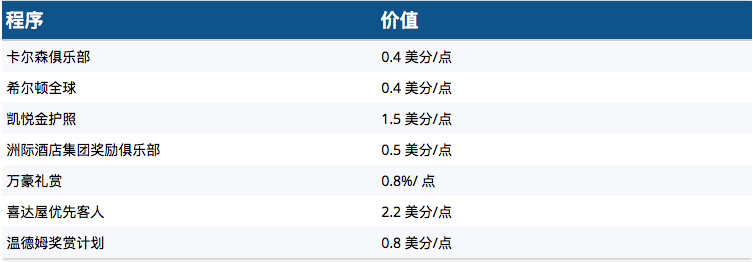 程序 价值
卡尔森俱乐部 0.4 美分/点
希尔顿全球 0.4 美分/点
凯悦金护照 1.5 美分/点
洲际酒店集团奖励俱乐部 0.5 美分/点
万豪礼赏 0.8%/ 点
喜达屋优先客人 2.2 美分/点
温德姆奖赏计划 0.8 美分/点